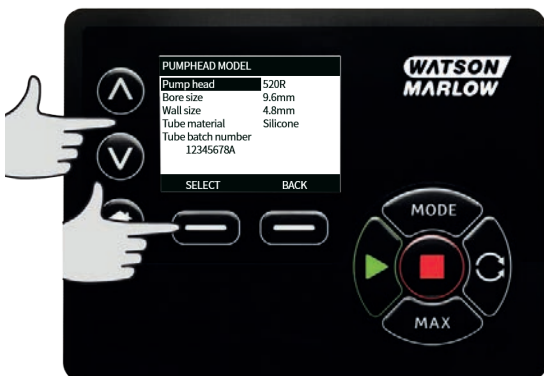 PUMPHEAD MODEL
Pump head 520R
Bore size 9.6mm
Wall size 4.8mm
Tube material Silicone
Tube batch number
12345678A
SELECT BACK
WATSON
MARLOW
MODE
MAX